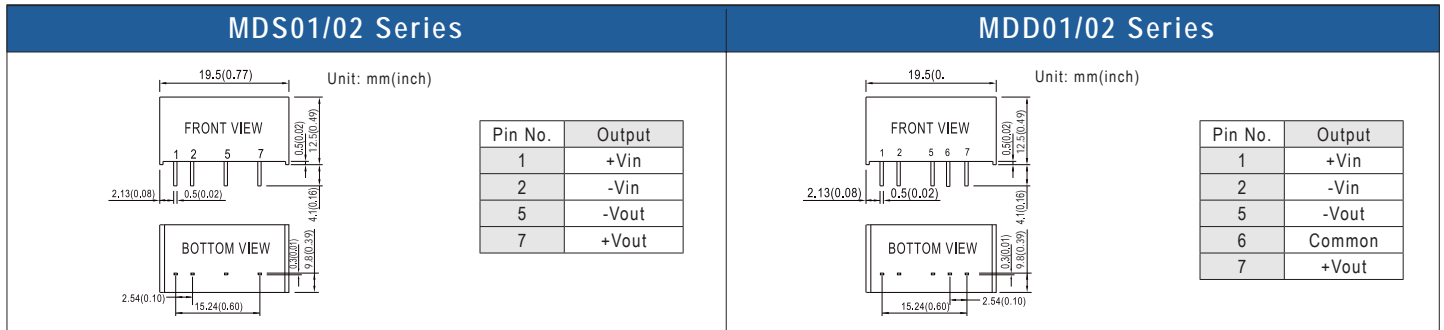 MDS01/02 Series
19.5(0.77)
Unit: mm(inch)
FRONT VIEW
0.5(0.02)
12.5(0.49)
1 2 5 7
2.13(0.08)
0.5(0.02)
4.1(0.16)
BOTTOM VIEW
0.3(0.01)
9.8(0.39)
2.54(0.10)
15.24(0.60)
Pin No. Output
1 +Vin
2 -Vin
5 -Vout
7 +Vout
MDD01/02 Series
19.5(0.
Unit: mm(inch)
FRONT VIEW
0.5(0.02)
12.5(0.49)
1 2 5 6 7
2.13(0.08)
0.5(0.02)
4.1(0.16)
BOTTOM VIEW
0.3(0.01)
9.8(0.39)
2.54(0.10)
15.24(0.60)
Pin No. Output
1 +Vin
2 -Vin
5 -Vout
6 Common
7 +Vout